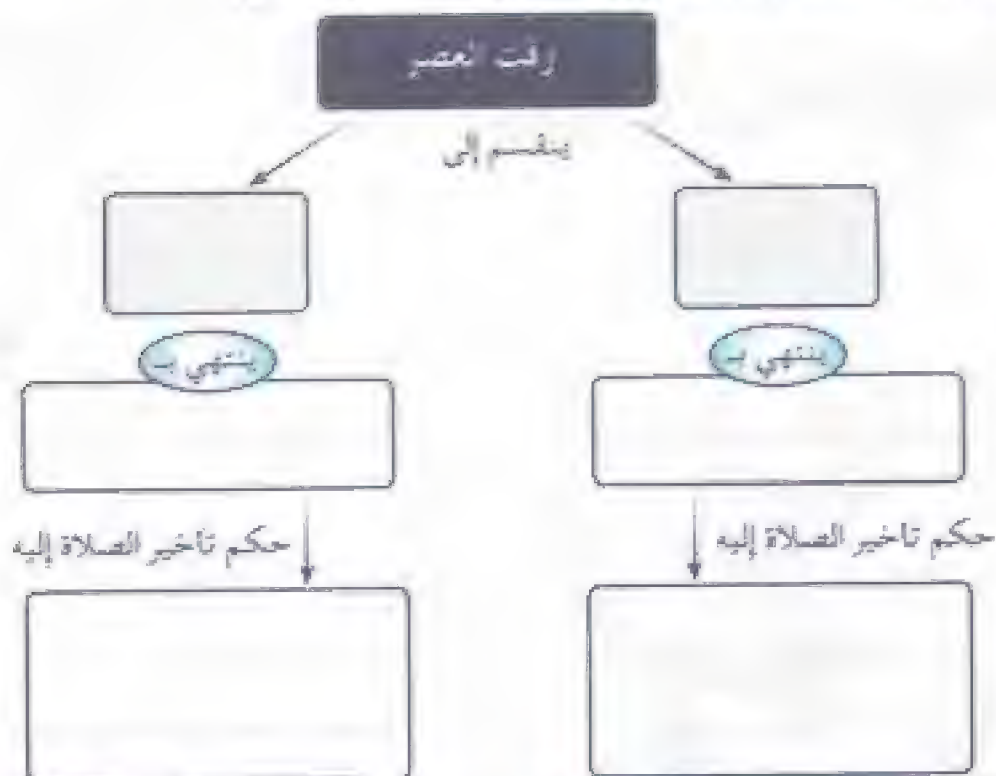 وقت العصر
ينقسم إلى
ينتهي بـ
ينتهي بـ
حكم تأخير الصلاة إليه
حكم تأخير الصلاة إليه